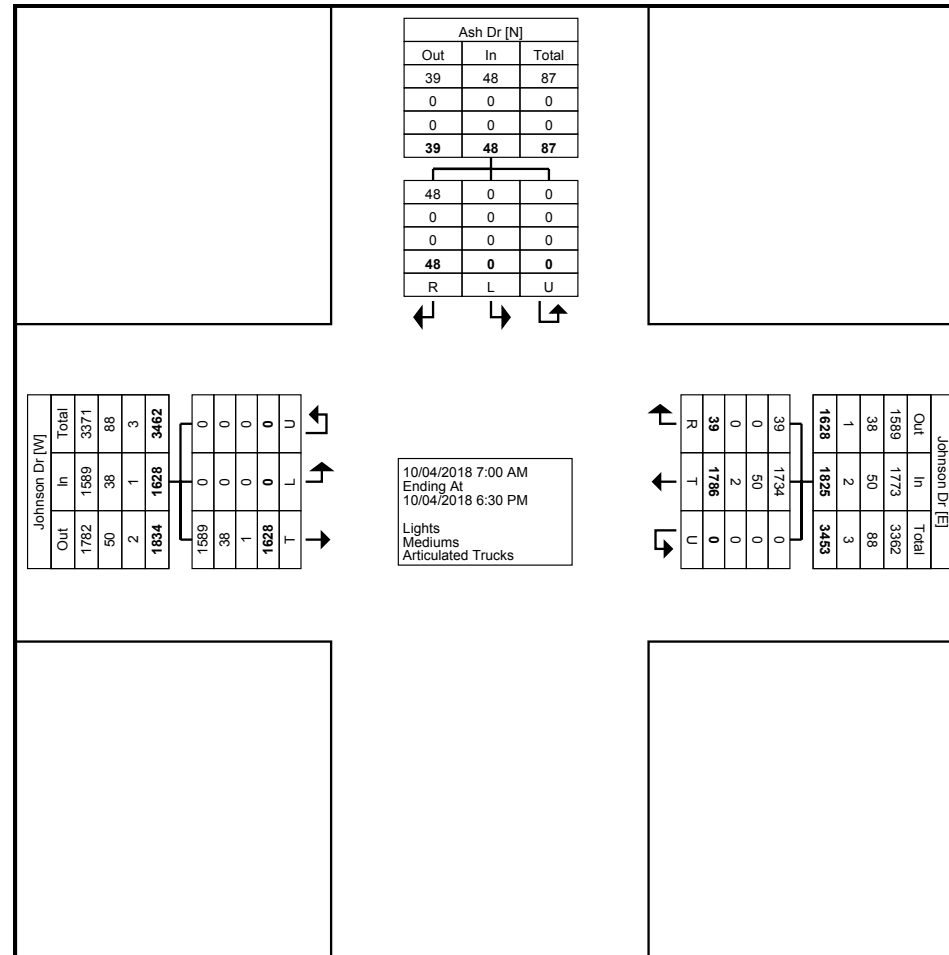 Ash Dr [N]
Out In Total
39 48 87
0 0 0
0 0 0
39 48 87
48 0 0
0 0 0
0 0 0
48 0 0
R L U
Johnson Dr [W]
Total In Out
3371 1589 1782
88 38 50
3 1 2
3462 1628 1834
0 0 1589
0 0 38
0 0 1
0 0 1628
U L T
10/04/2018 7:00 AM
Ending At
10/04/2018 6:30 PM
Lights
Mediums
Articulated Trucks
Johnson Dr [E]
Out In Total
1589 1773 3362
38 50 88
1 2 3
1628 1825 3453
39 1734 0
0 50 0
0 2 0
39 1786 0
R T U